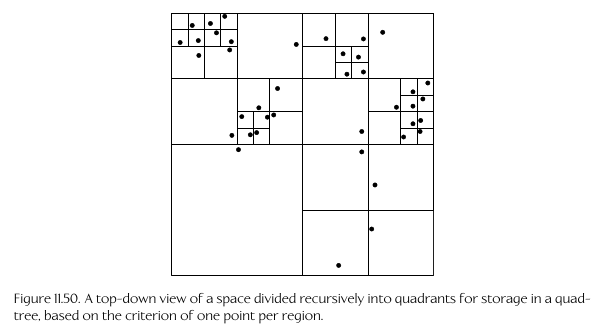 Figure 11.50. A top-down view of a space divided recursively into quadrants for storage in a quad-
tree, based on the criterion of one point per region.